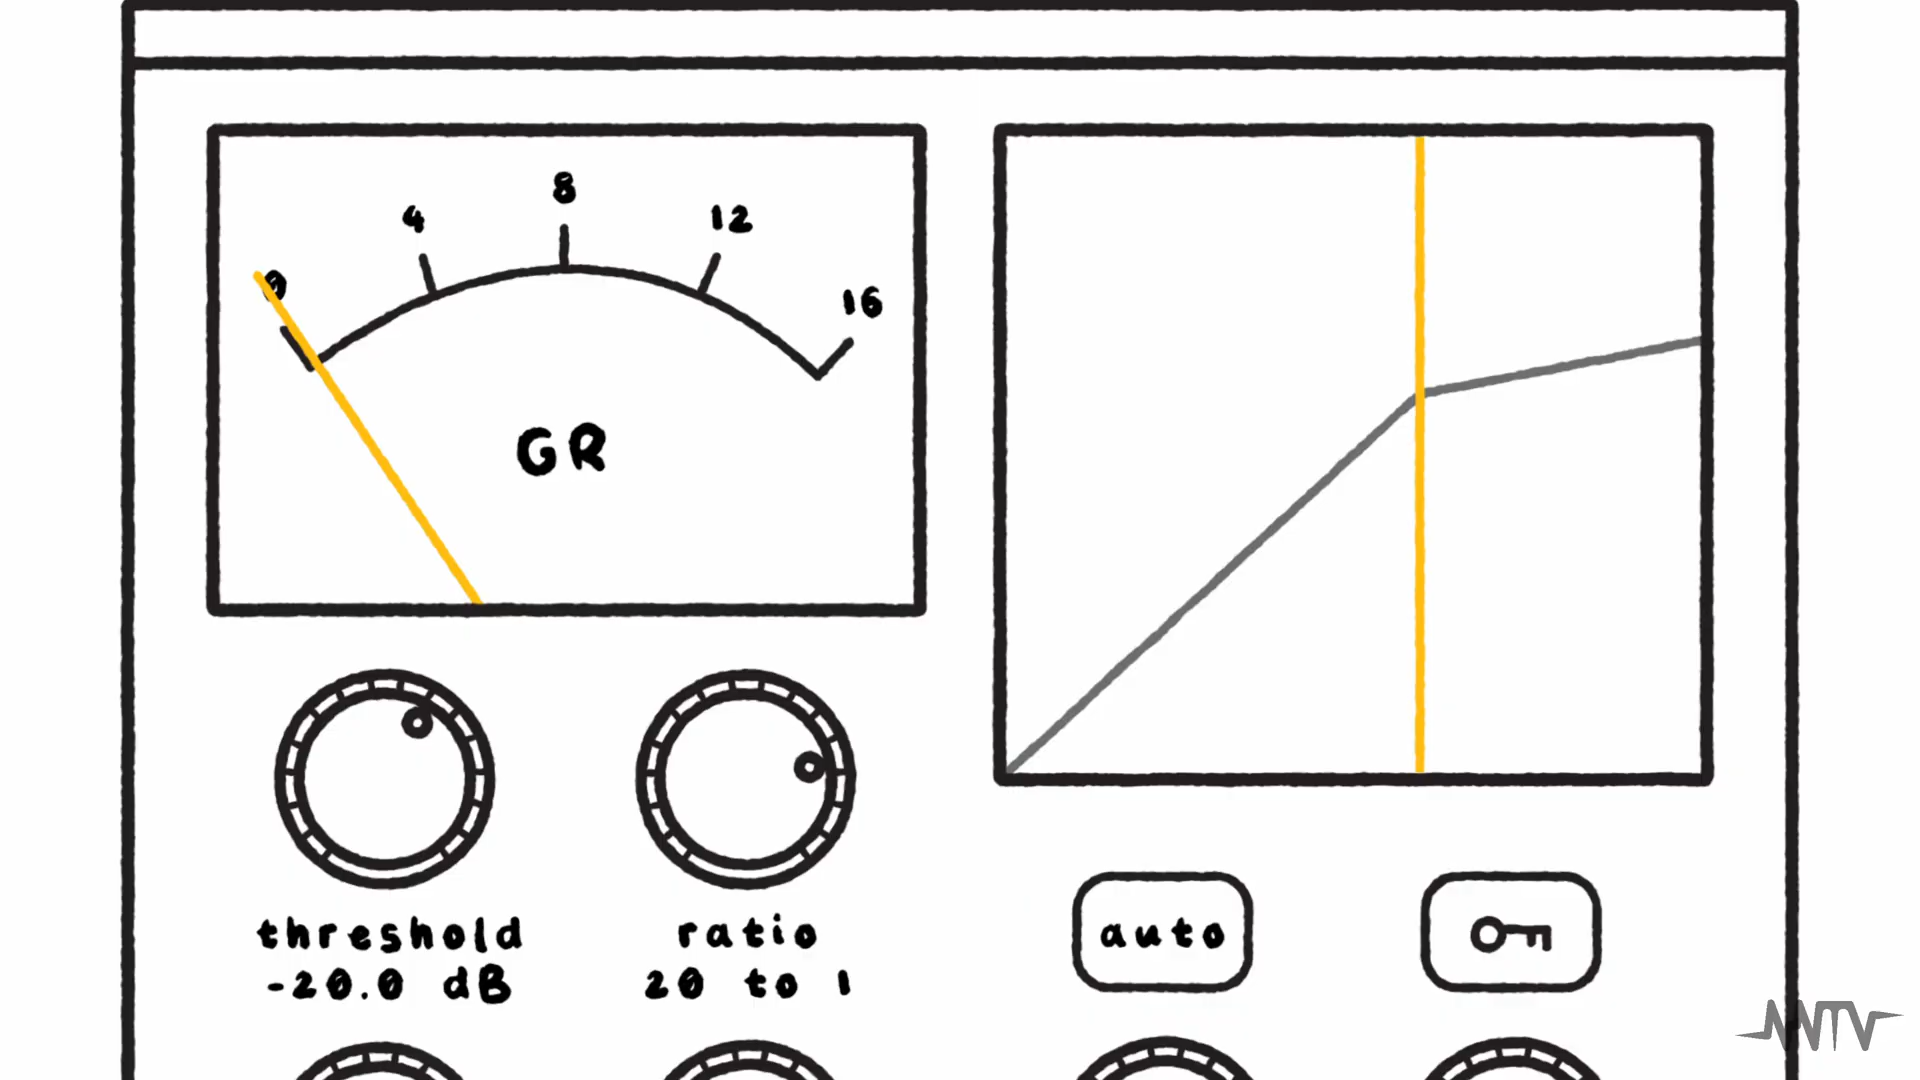 0 4 8 12 16
GR
threshold
-20.0 dB
ratio
20 to 1
auto
NNTV